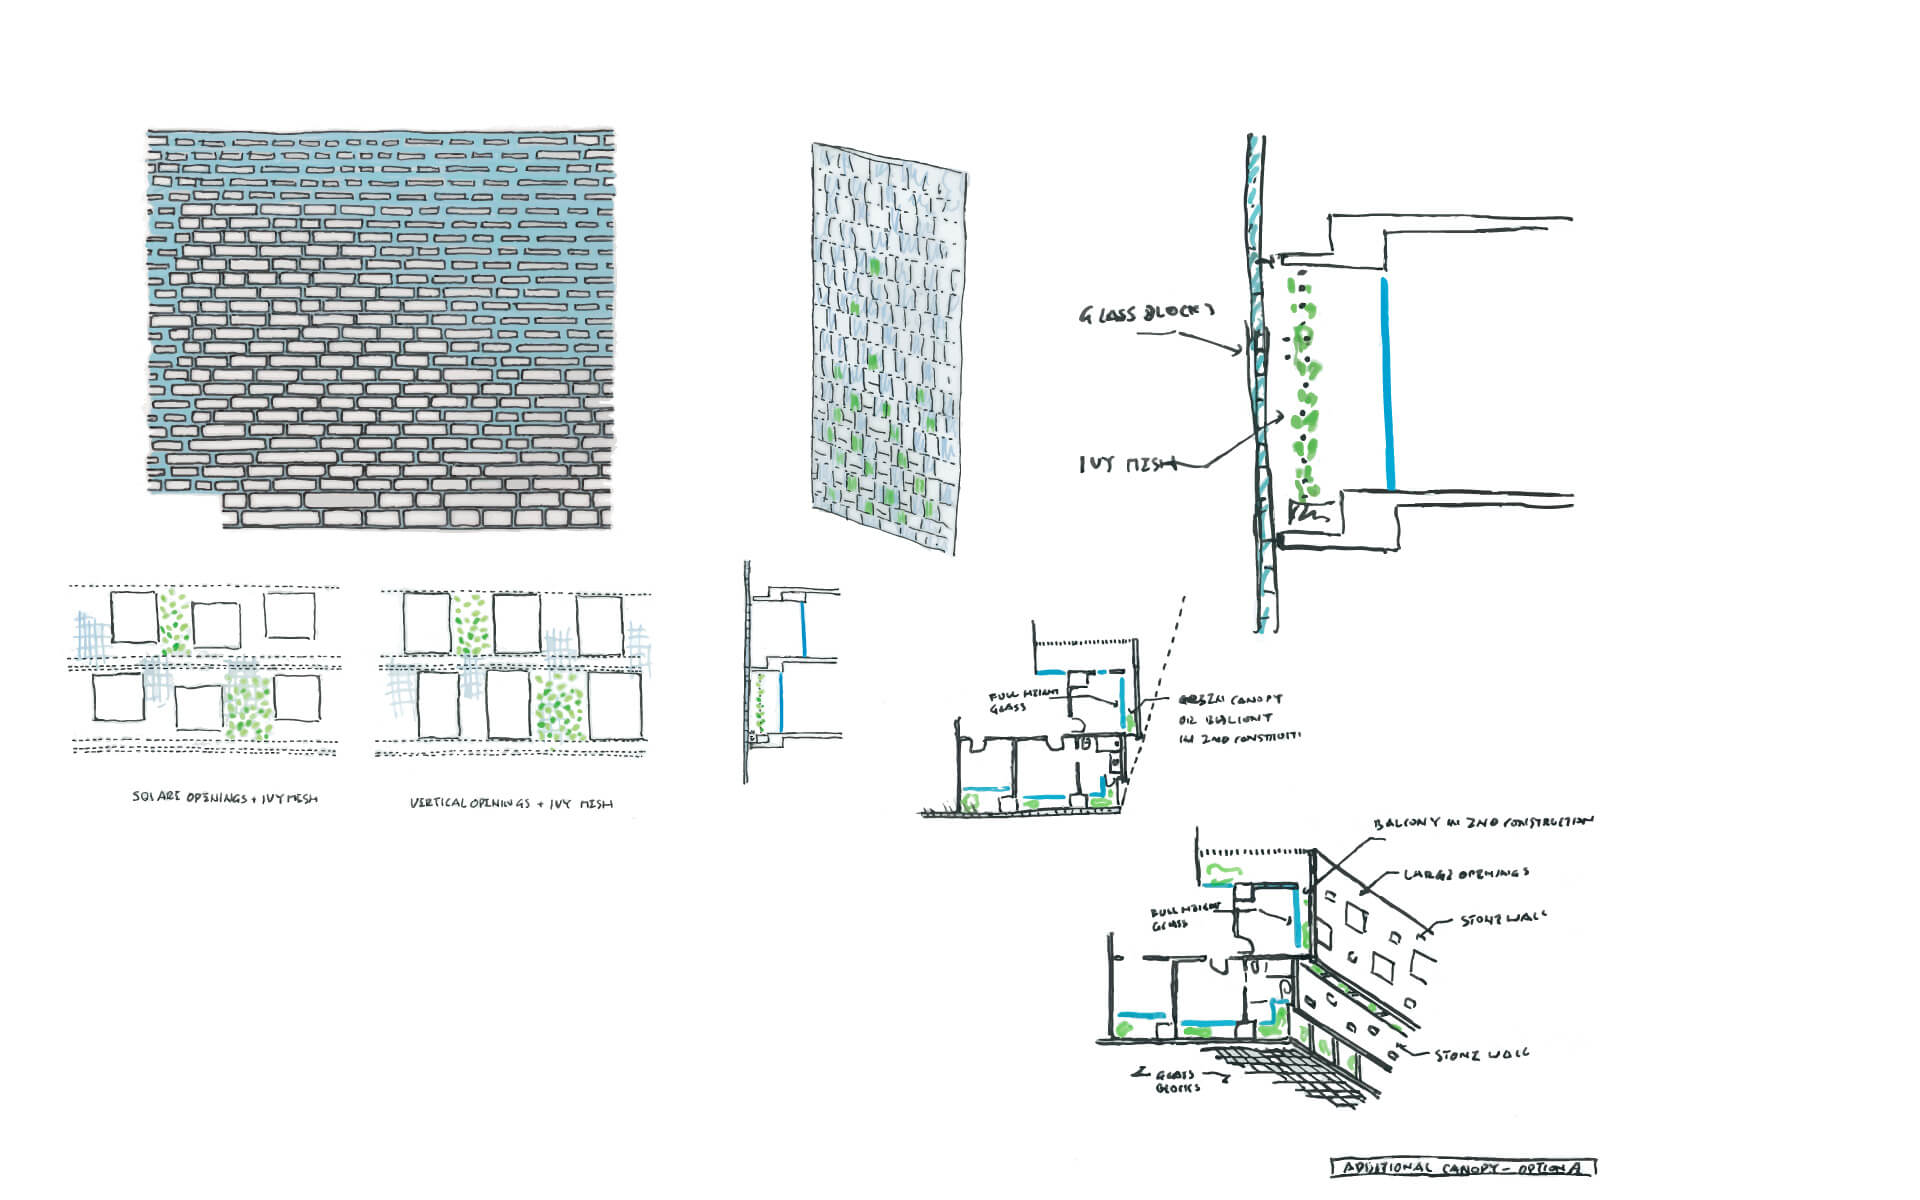 GLASS BLOCKS
IVY MESH
SQUARE OPENINGS + IVY MESH
VERTICAL OPENINGS + IVY MESH
FULL HEIGHT
GLASS
GREEN CANOPY
OR
IN 2ND
BALCONY IN 2ND CONSTRUCTION
LARGE OPENINGS
STONE WALL
FULL HEIGHT
GLASS
STONE WALL
GLASS
BLOCKS
ADDITIONAL CANOPY - OPTION A